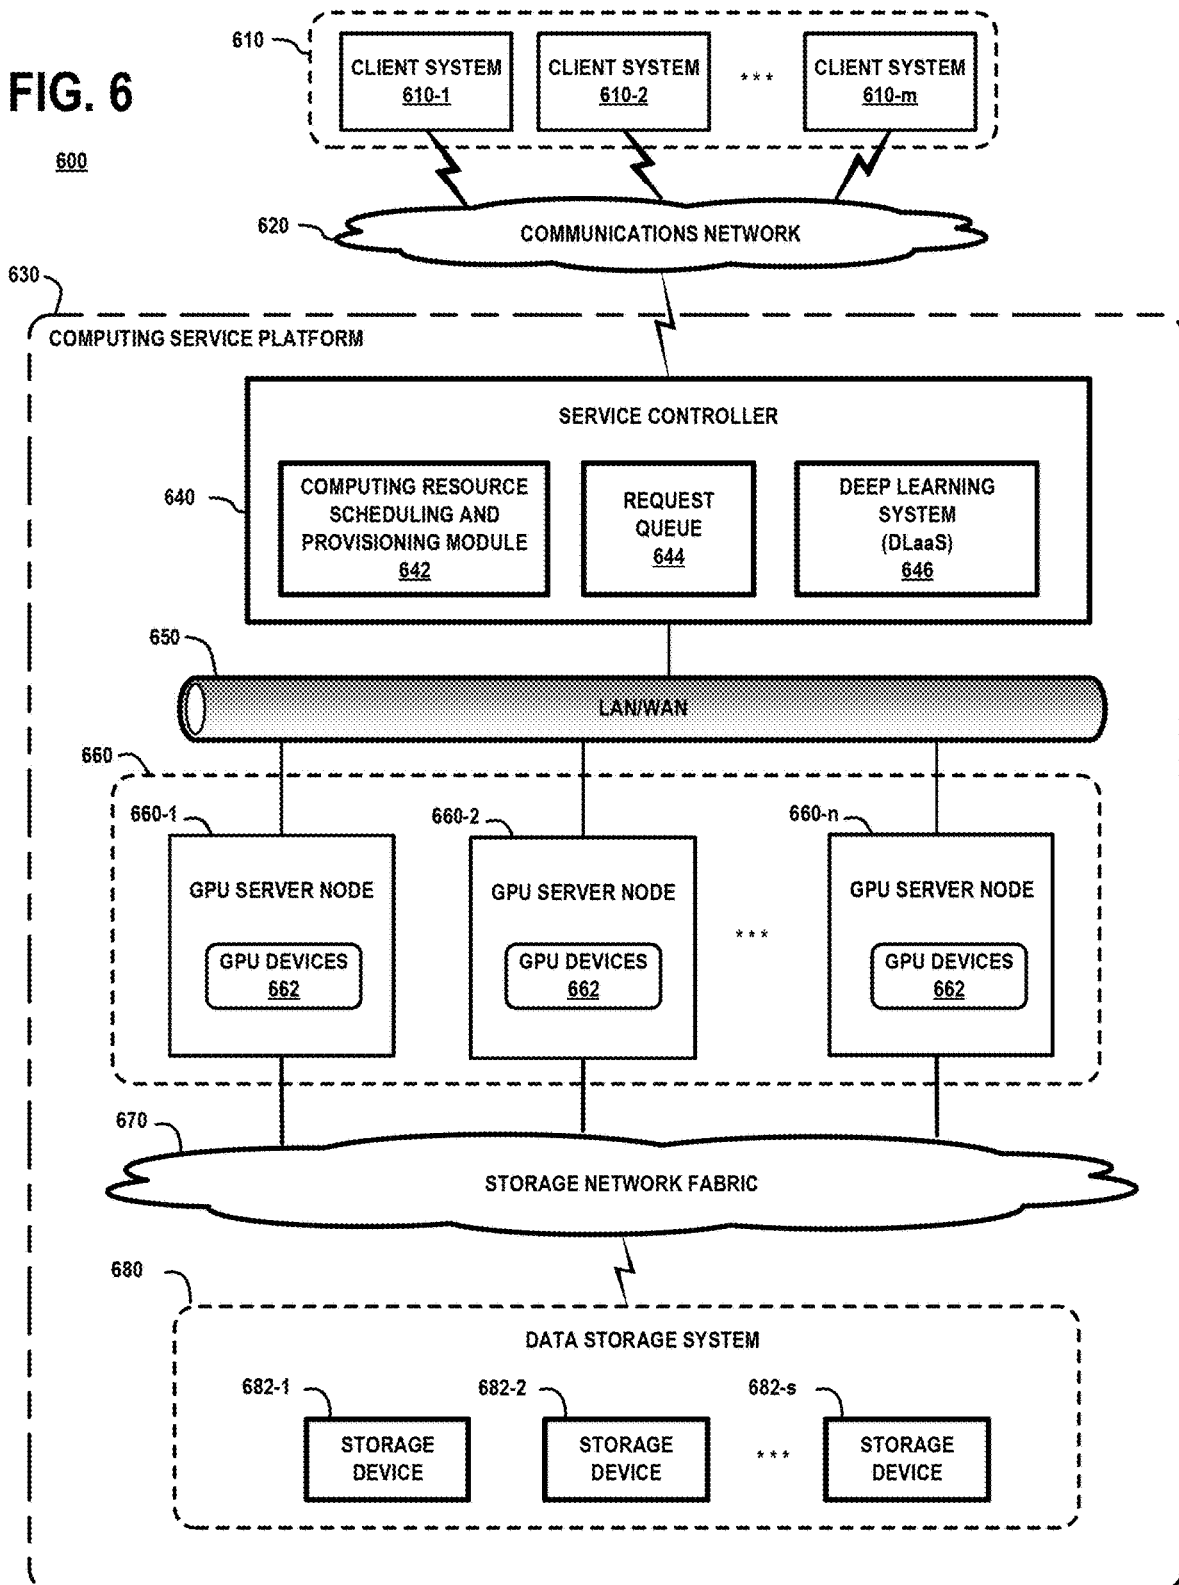 610
CLIENT SYSTEM
610-1
CLIENT SYSTEM
610-2
***
CLIENT SYSTEM
610-m
FIG. 6
600
620
COMMUNICATIONS NETWORK
630
COMPUTING SERVICE PLATFORM
SERVICE CONTROLLER
640
COMPUTING RESOURCE
SCHEDULING AND
PROVISIONING MODULE
642
REQUEST
QUEUE
644
DEEP LEARNING
SYSTEM
(DLaaS)
646
650
LAN/WAN
660
660-1
GPU SERVER NODE
GPU DEVICES
662
660-2
GPU SERVER NODE
GPU DEVICES
662
***
660-n
GPU SERVER NODE
GPU DEVICES
662
670
STORAGE NETWORK FABRIC
680
DATA STORAGE SYSTEM
682-1
STORAGE
DEVICE
682-2
STORAGE
DEVICE
***
682-s
STORAGE
DEVICE